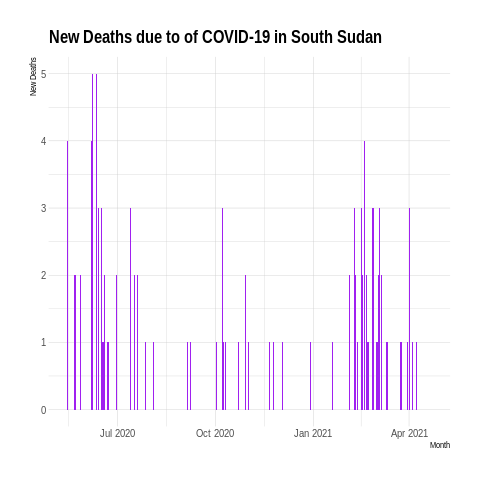 New Deaths due to of COVID-19 in South Sudan
New Deaths
5
4
3
2
1
0
Jul 2020 Oct 2020 Jan 2021 Apr 2021
Month